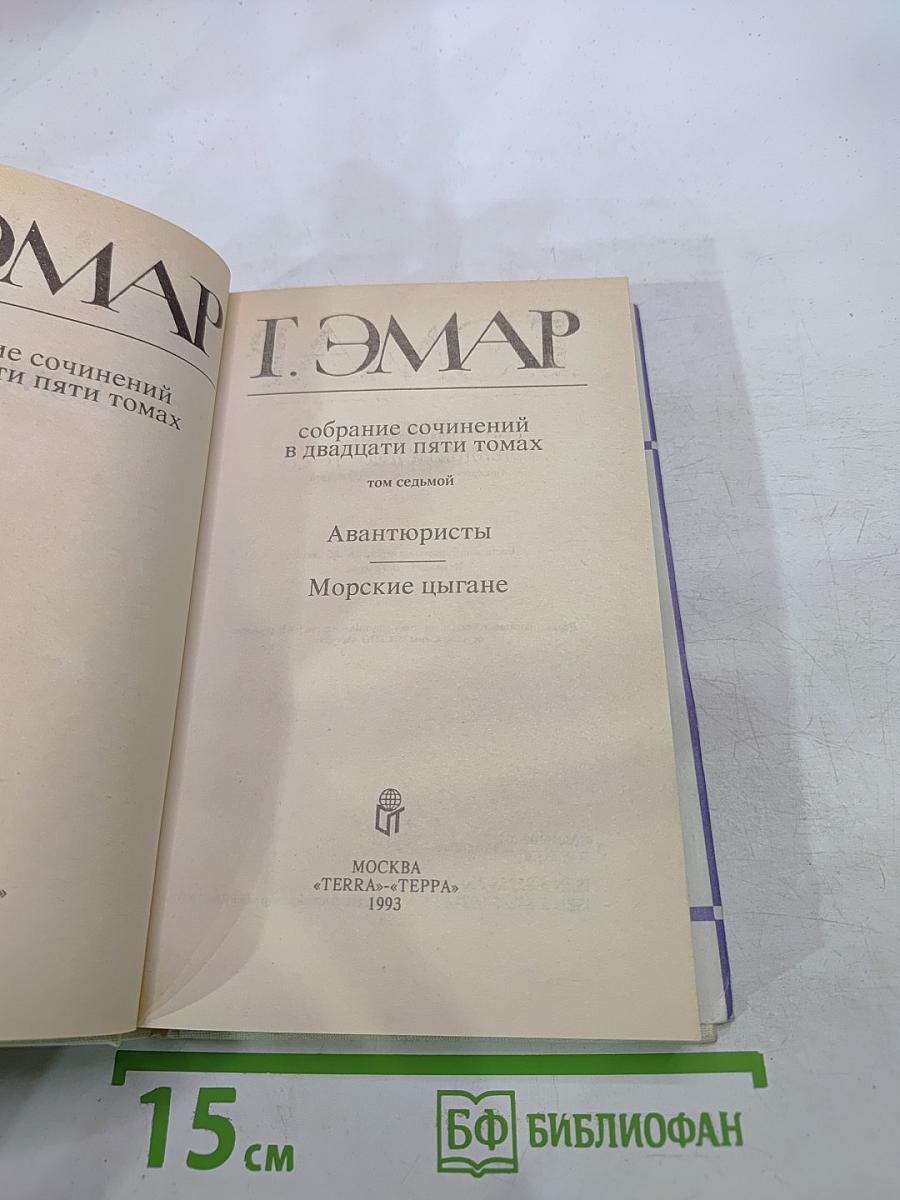 ЭМАР
ие сочинений
ти пяти томах
»
Г. ЭМАР
собрание сочинений
в двадцати пяти томах
том седьмой
Авантюристы
Морские цыгане
МОСКВА
«TERRA»-«ТЕРРА»
1993
15 см
БФ БИБЛИОФАН